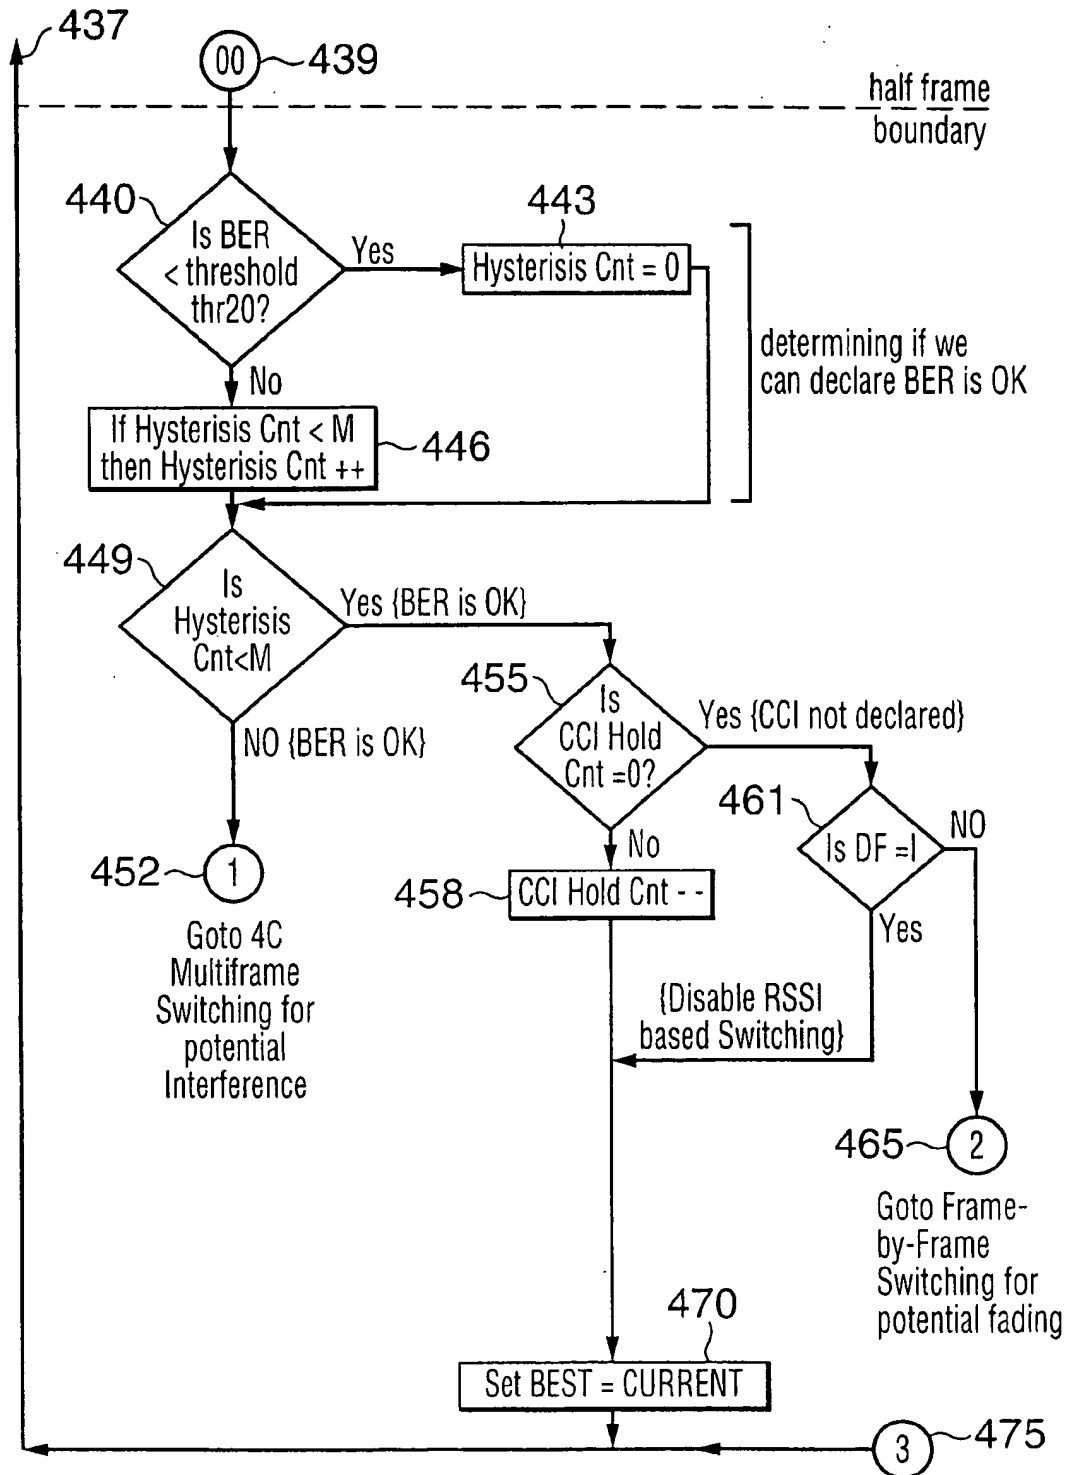 437
00
439
half frame
boundary
440
Is BER
< threshold
thr20?
Yes
443
Hysterisis Cnt = 0
determining if we
can declare BER is OK
No
If Hysterisis Cnt < M
then Hysterisis Cnt ++
446
449
Is
Hysterisis
Cnt<M
Yes {BER is OK}
NO {BER is OK}
455
Is
CCI Hold
Cnt =0?
Yes {CCI not declared}
461
Is DF =I
NO
No
458
CCI Hold Cnt - -
Yes
452
1
Goto 4C
Multiframe
Switching for
potential
Interference
{Disable RSSI
based Switching}
465
2
Goto Frame-
by-Frame
Switching for
potential fading
470
Set BEST = CURRENT
3
475